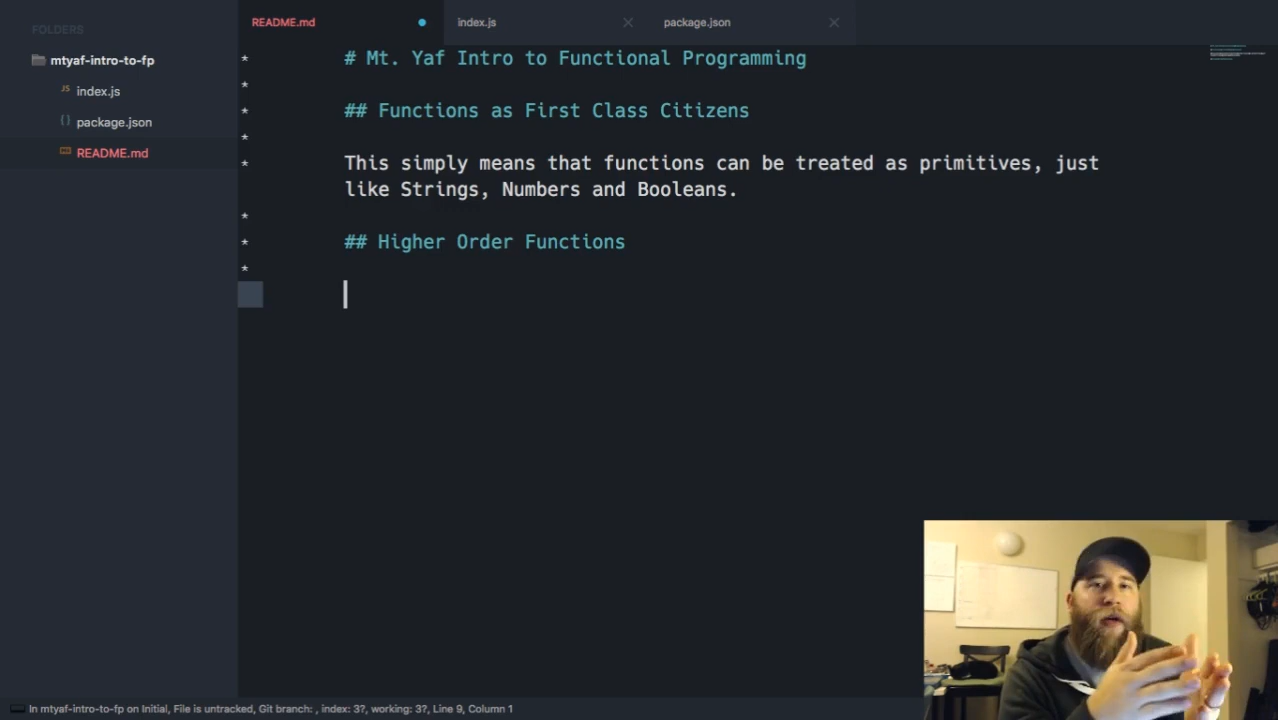 FOLDERS
mtyaf-intro-to-fp
index.js
package.json
README.md
README.md
index.js
package.json
# Mt. Yaf Intro to Functional Programming
## Functions as First Class Citizens
This simply means that functions can be treated as primitives, just
like Strings, Numbers and Booleans.
## Higher Order Functions
In mtyaf-intro-to-fp on Initial, File is untracked, Git branch: , index: 3?, working: 3?, Line 9, Column 1